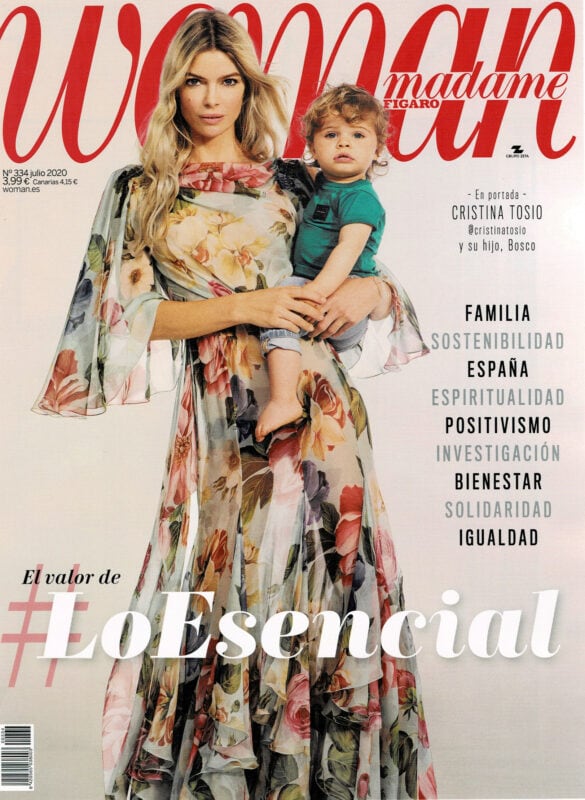 woman
madame
FIGARO
GRUPO ZETA
Nº 334 julio 2020
3,99 € Canarias 4,15 €
woman.es
- En portada -
CRISTINA TOSIO
@cristinatosio
y su hijo, Bosco
FAMILIA
SOSTENIBILIDAD
ESPAÑA
ESPIRITUALIDAD
POSITIVISMO
INVESTIGACIÓN
BIENESTAR
SOLIDARIDAD
IGUALDAD
El valor de
#LoEsencial